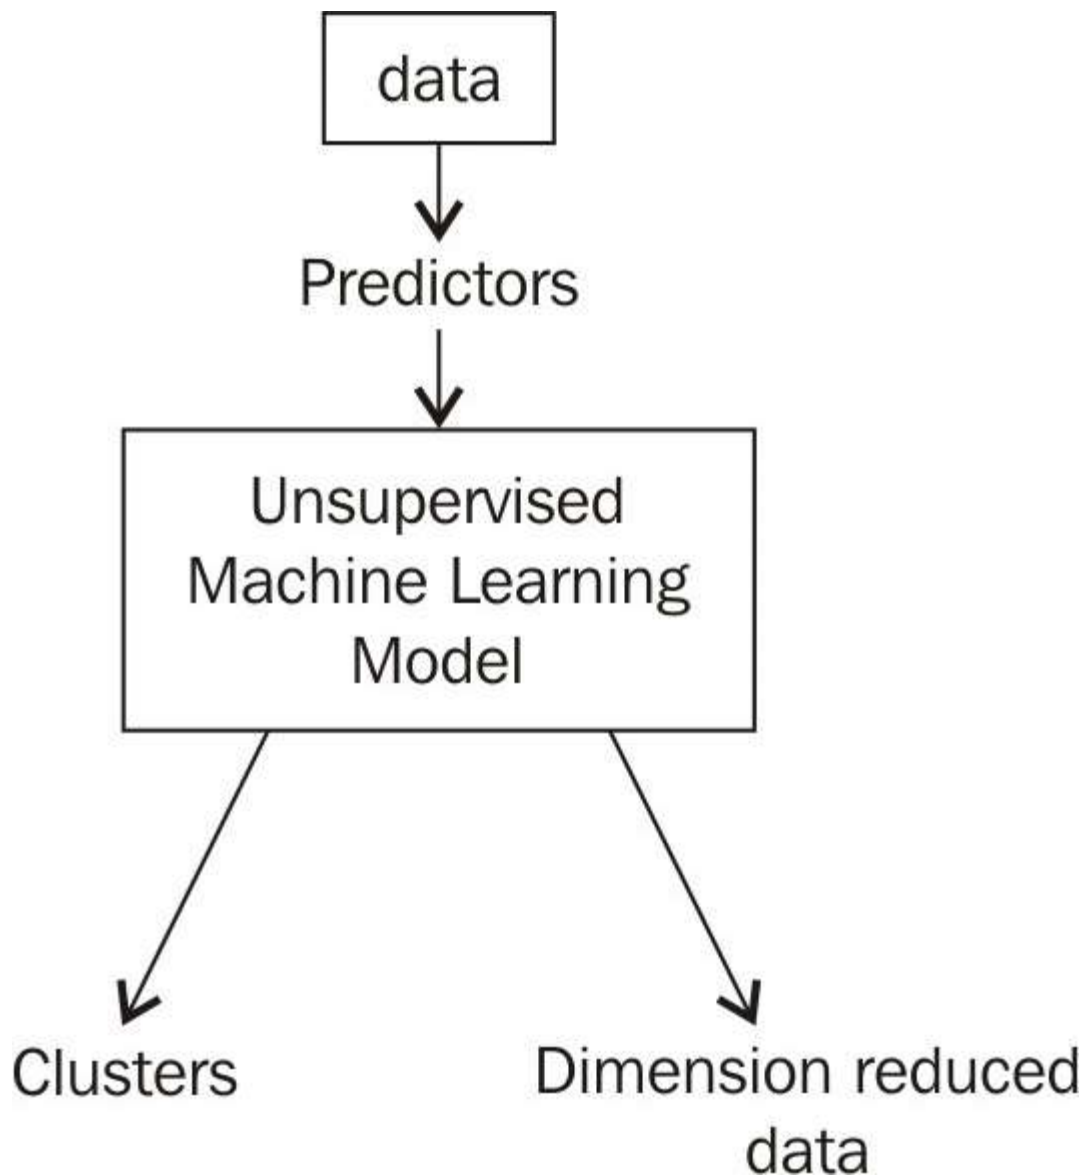 data
Predictors
Unsupervised
Machine Learning
Model
Clusters
Dimension reduced
data